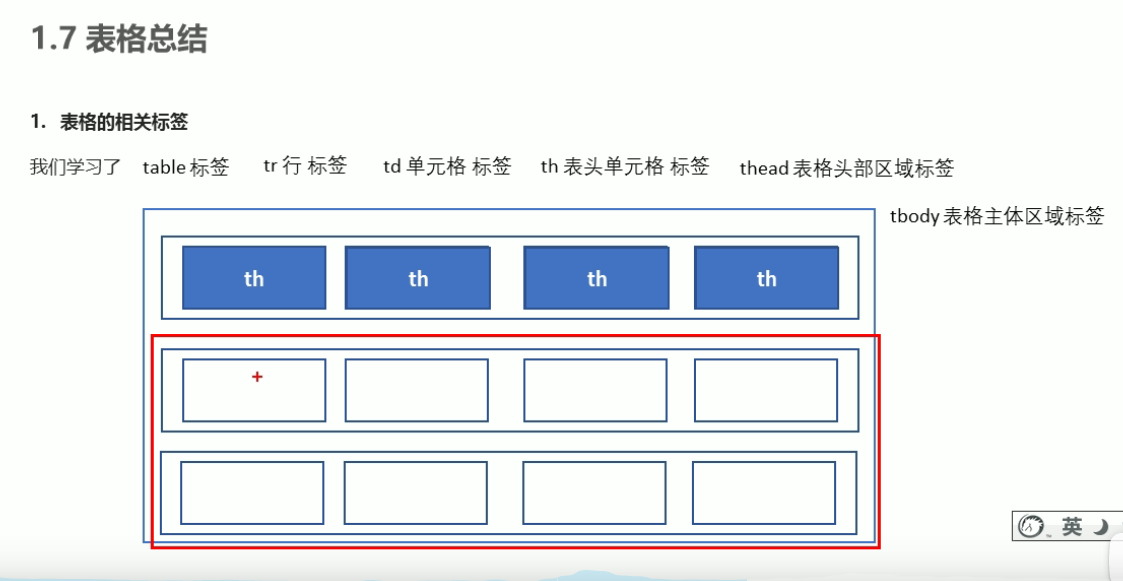 1.7 表格总结
1. 表格的相关标签
我们学习了 table 标签 tr 行 标签 td 单元格 标签 th 表头单元格 标签 thead 表格头部区域标签
tbody 表格主体区域标签
th th th th
+
英